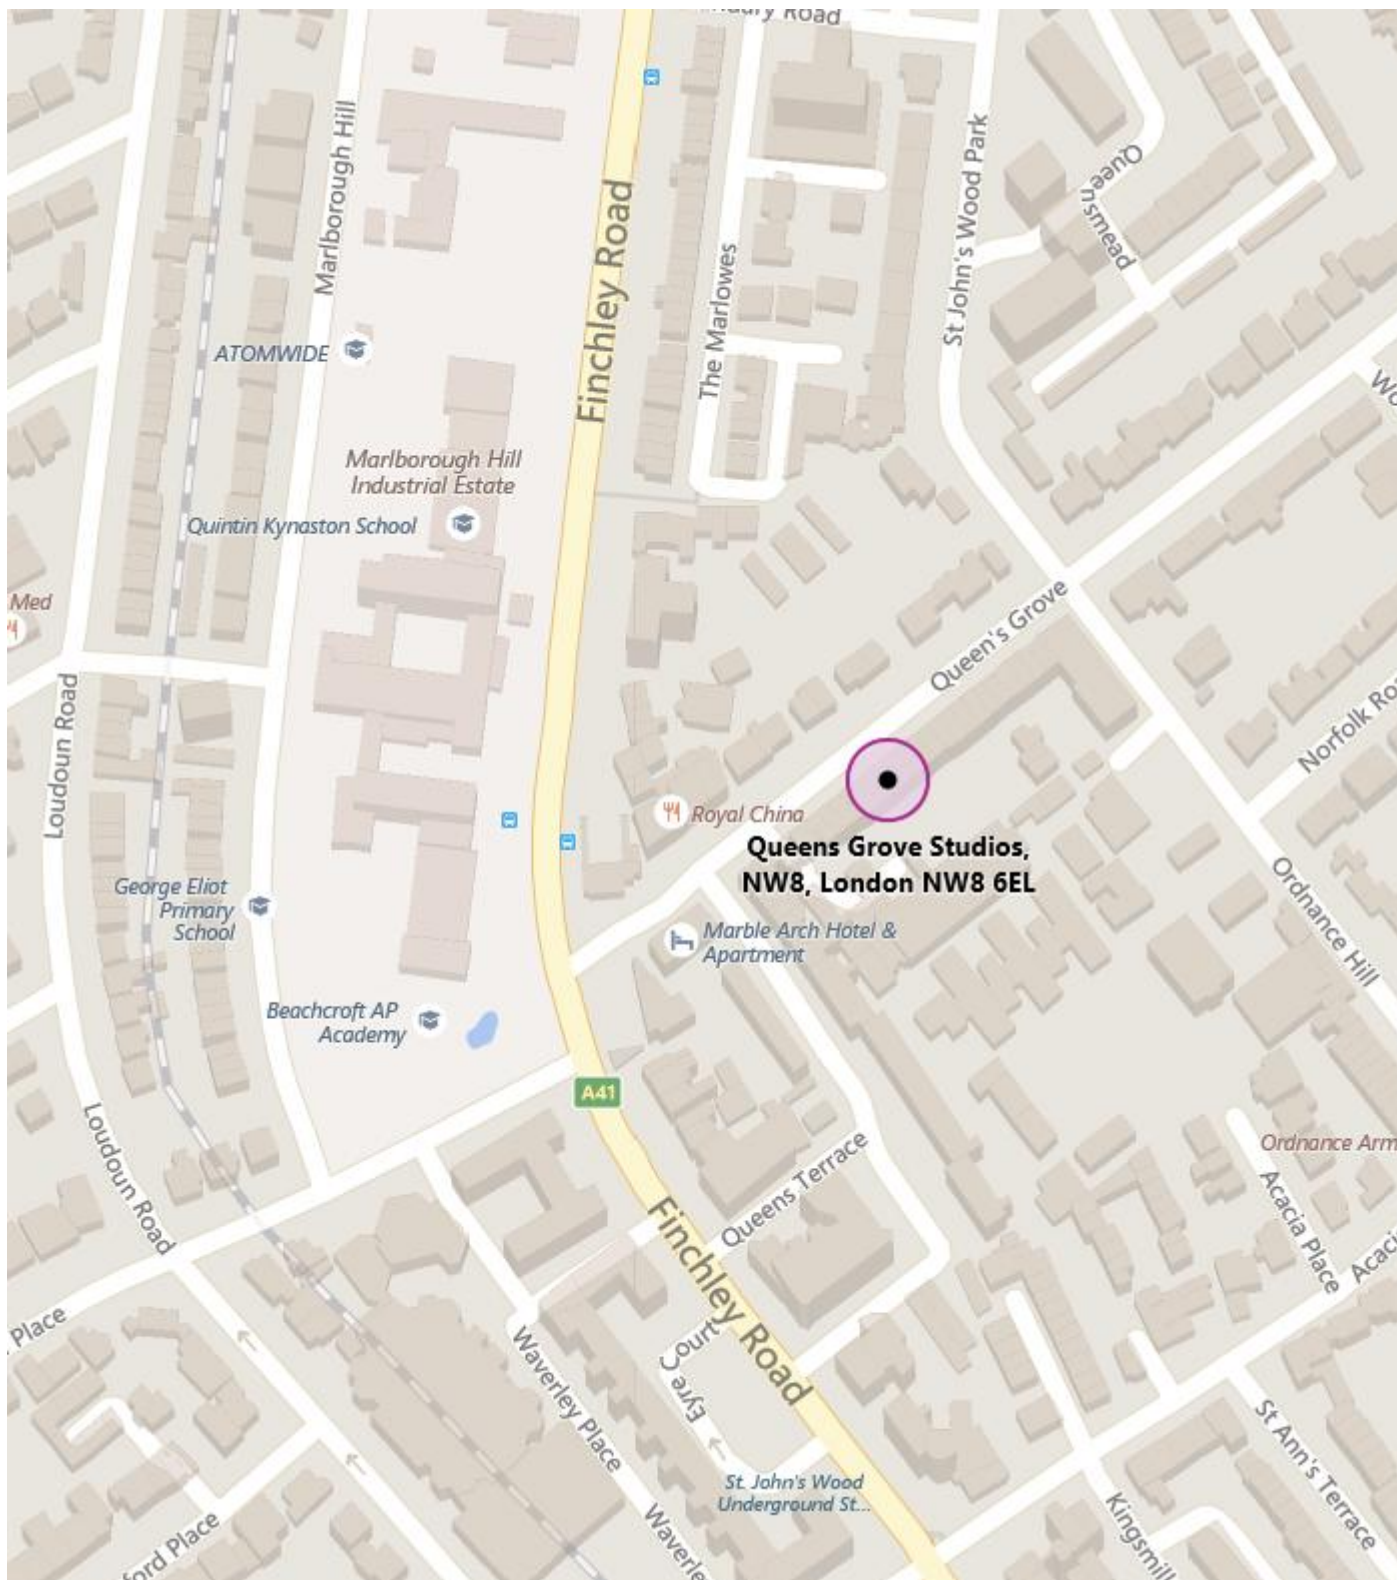 Road
Marlborough Hill
Finchley Road
St John's Wood Park
Queensmead
The Marlowes
ATOMWIDE
Marlborough Hill
Industrial Estate
Quintin Kynaston School
Med
Queen's Grove
Loudoun Road
Norfolk
Royal China
Queens Grove Studios,
NW8, London NW8 6EL
George Eliot
Primary
School
Marble Arch Hotel &
Apartment
Ordnance Hill
Beachcroft AP
Academy
A41
Loudoun Road
Queens Terrace
Ordnance Arm
Acacia Place
Finchley Road
Place
Waverley Place
Eyre Court
St. John's Wood
Underground St...
St Ann's Terrace
Kingsmill
Place